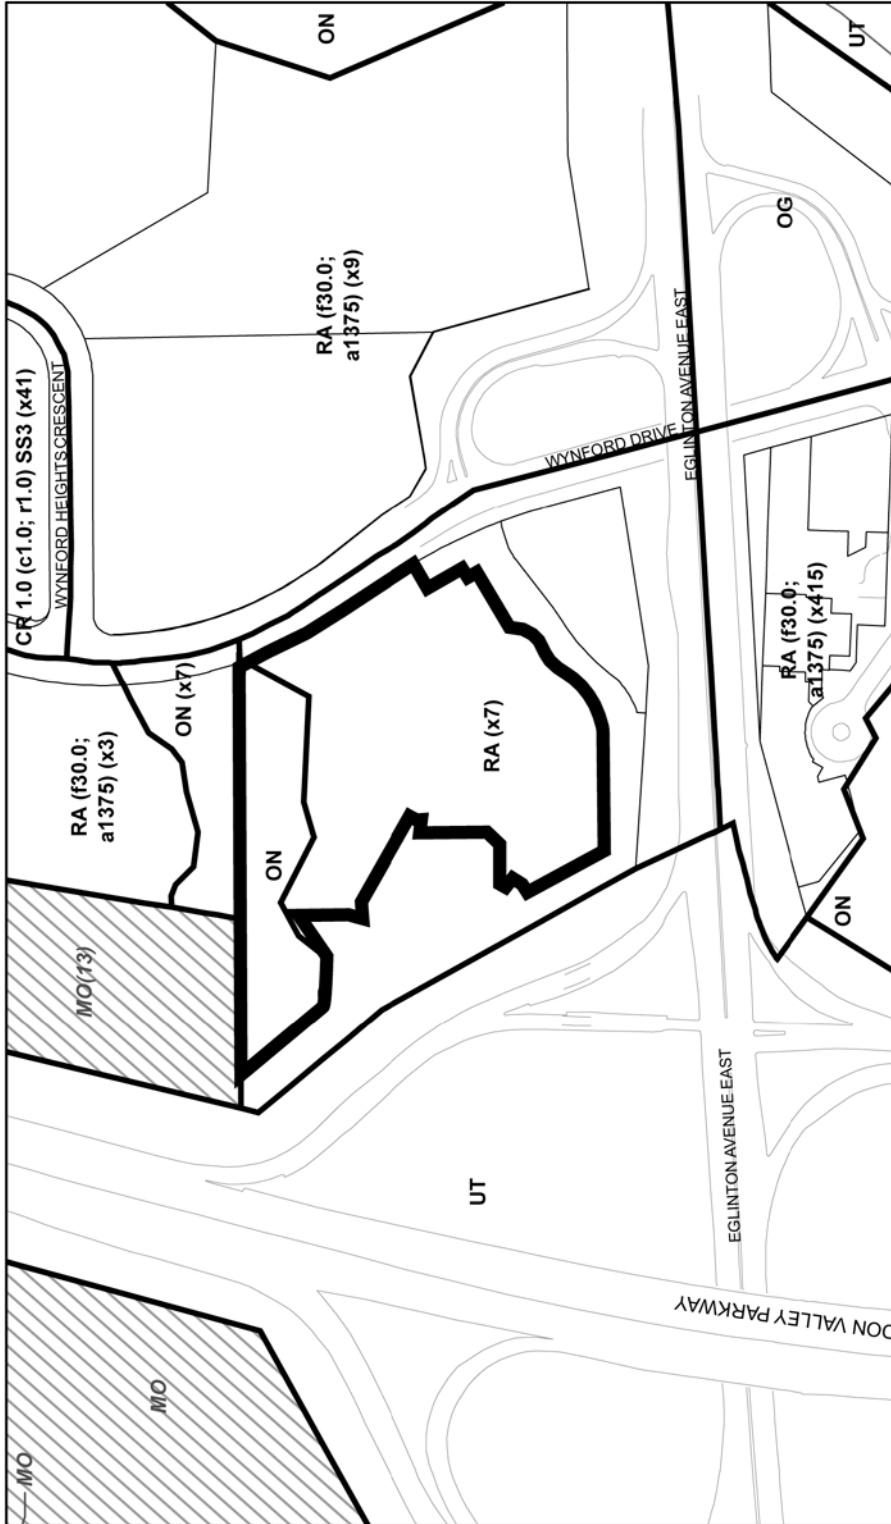 ON
UT
OG
RA (f30.0;
a1375) (x9)
CR 1.0 (c1.0; r1.0) SS3 (x41)
WYNFORD HEIGHTS CRESCENT
EGLINTON AVENUE EAST
WYNFORD DRIVE
RA (f30.0;
a1375) (x415)
ON (x7)
RA (f30.0;
a1375) (x3)
RA (x7)
ON
ON
MO(13)
EGLINTON AVENUE EAST
UT
DON VALLEY PARKWAY
MO
MO